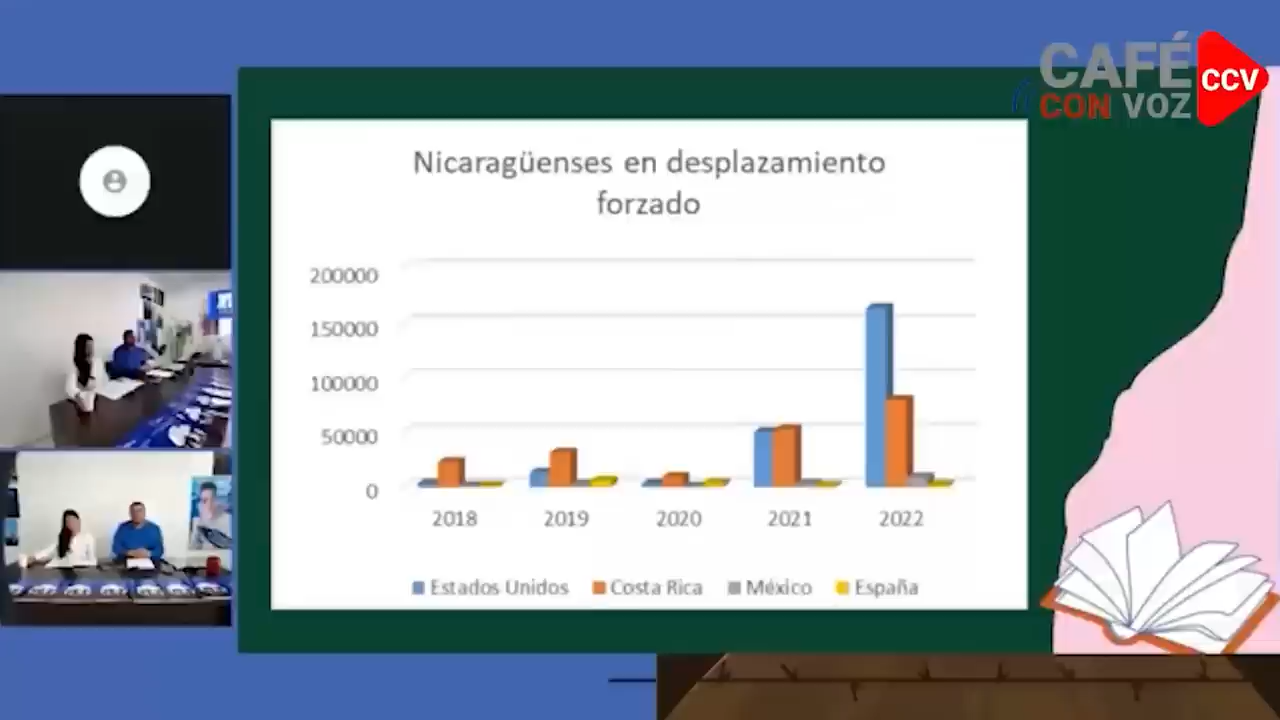 CAFÉ
CON VOZ
CCV
Nicaragüenses en desplazamiento
forzado
200000
150000
100000
50000
0
2018 2019 2020 2021 2022
Estados Unidos Costa Rica México España